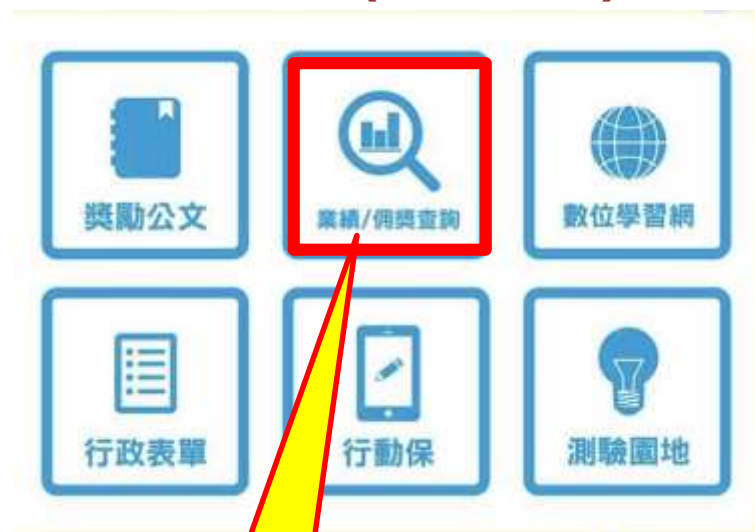 獎勵公文
業績/佣獎查詢
數位學習網
行政表單
行動保
測驗園地